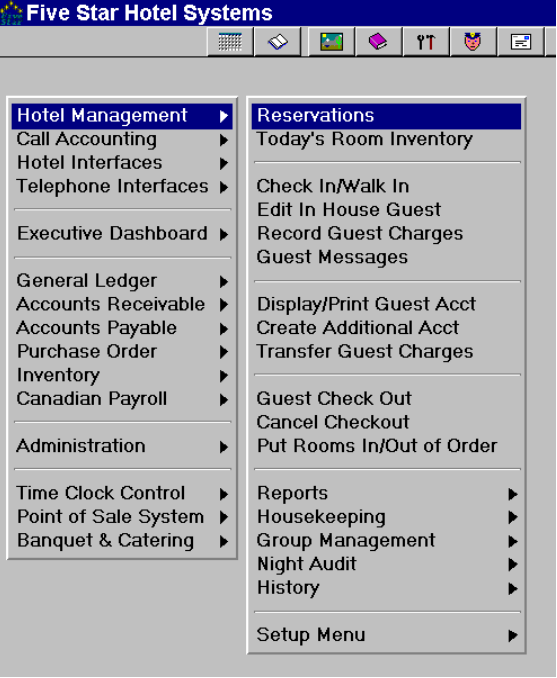 Five Star Hotel Systems
Hotel Management
Call Accounting
Hotel Interfaces
Telephone Interfaces
Executive Dashboard
General Ledger
Accounts Receivable
Accounts Payable
Purchase Order
Inventory
Canadian Payroll
Administration
Time Clock Control
Point of Sale System
Banquet & Catering
Reservations
Today's Room Inventory
Check In/Walk In
Edit In House Guest
Record Guest Charges
Guest Messages
Display/Print Guest Acct
Create Additional Acct
Transfer Guest Charges
Guest Check Out
Cancel Checkout
Put Rooms In/Out of Order
Reports
Housekeeping
Group Management
Night Audit
History
Setup Menu